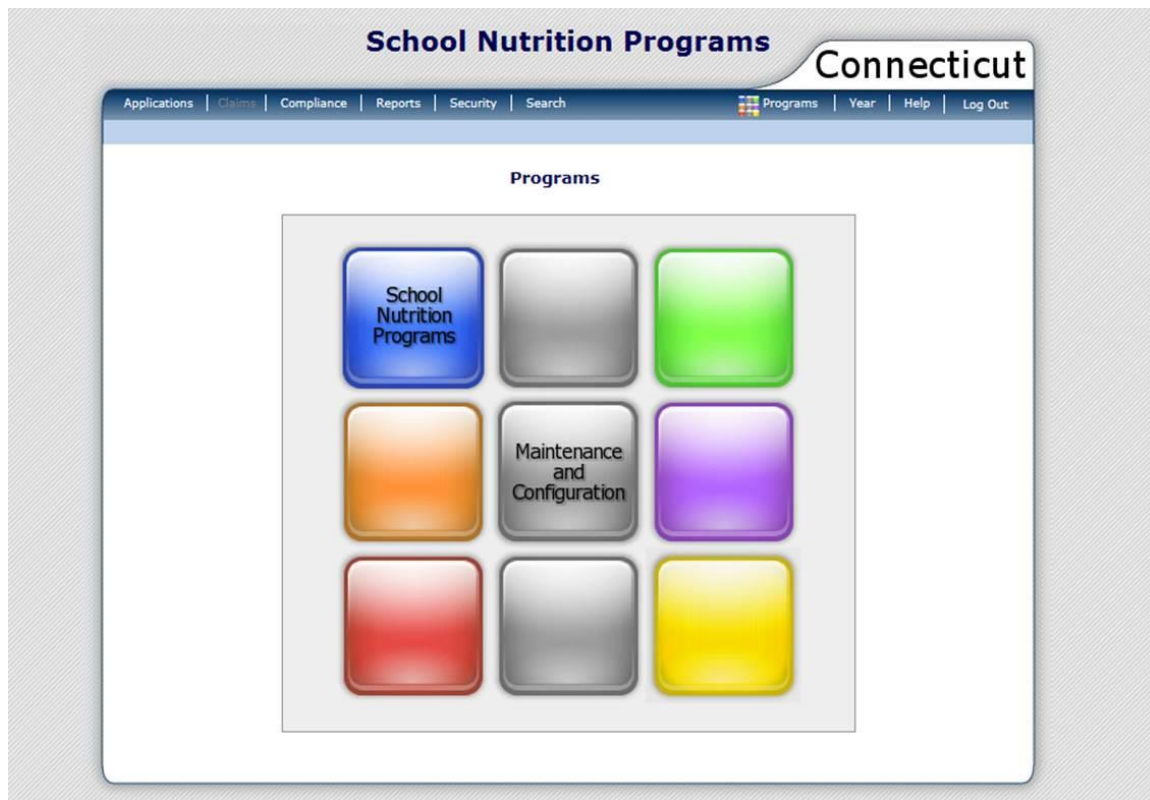 School Nutrition Programs
Connecticut
Applications | Claims | Compliance | Reports | Security | Search
Programs | Year | Help | Log Out
Programs
School
Nutrition
Programs
Maintenance
and
Configuration